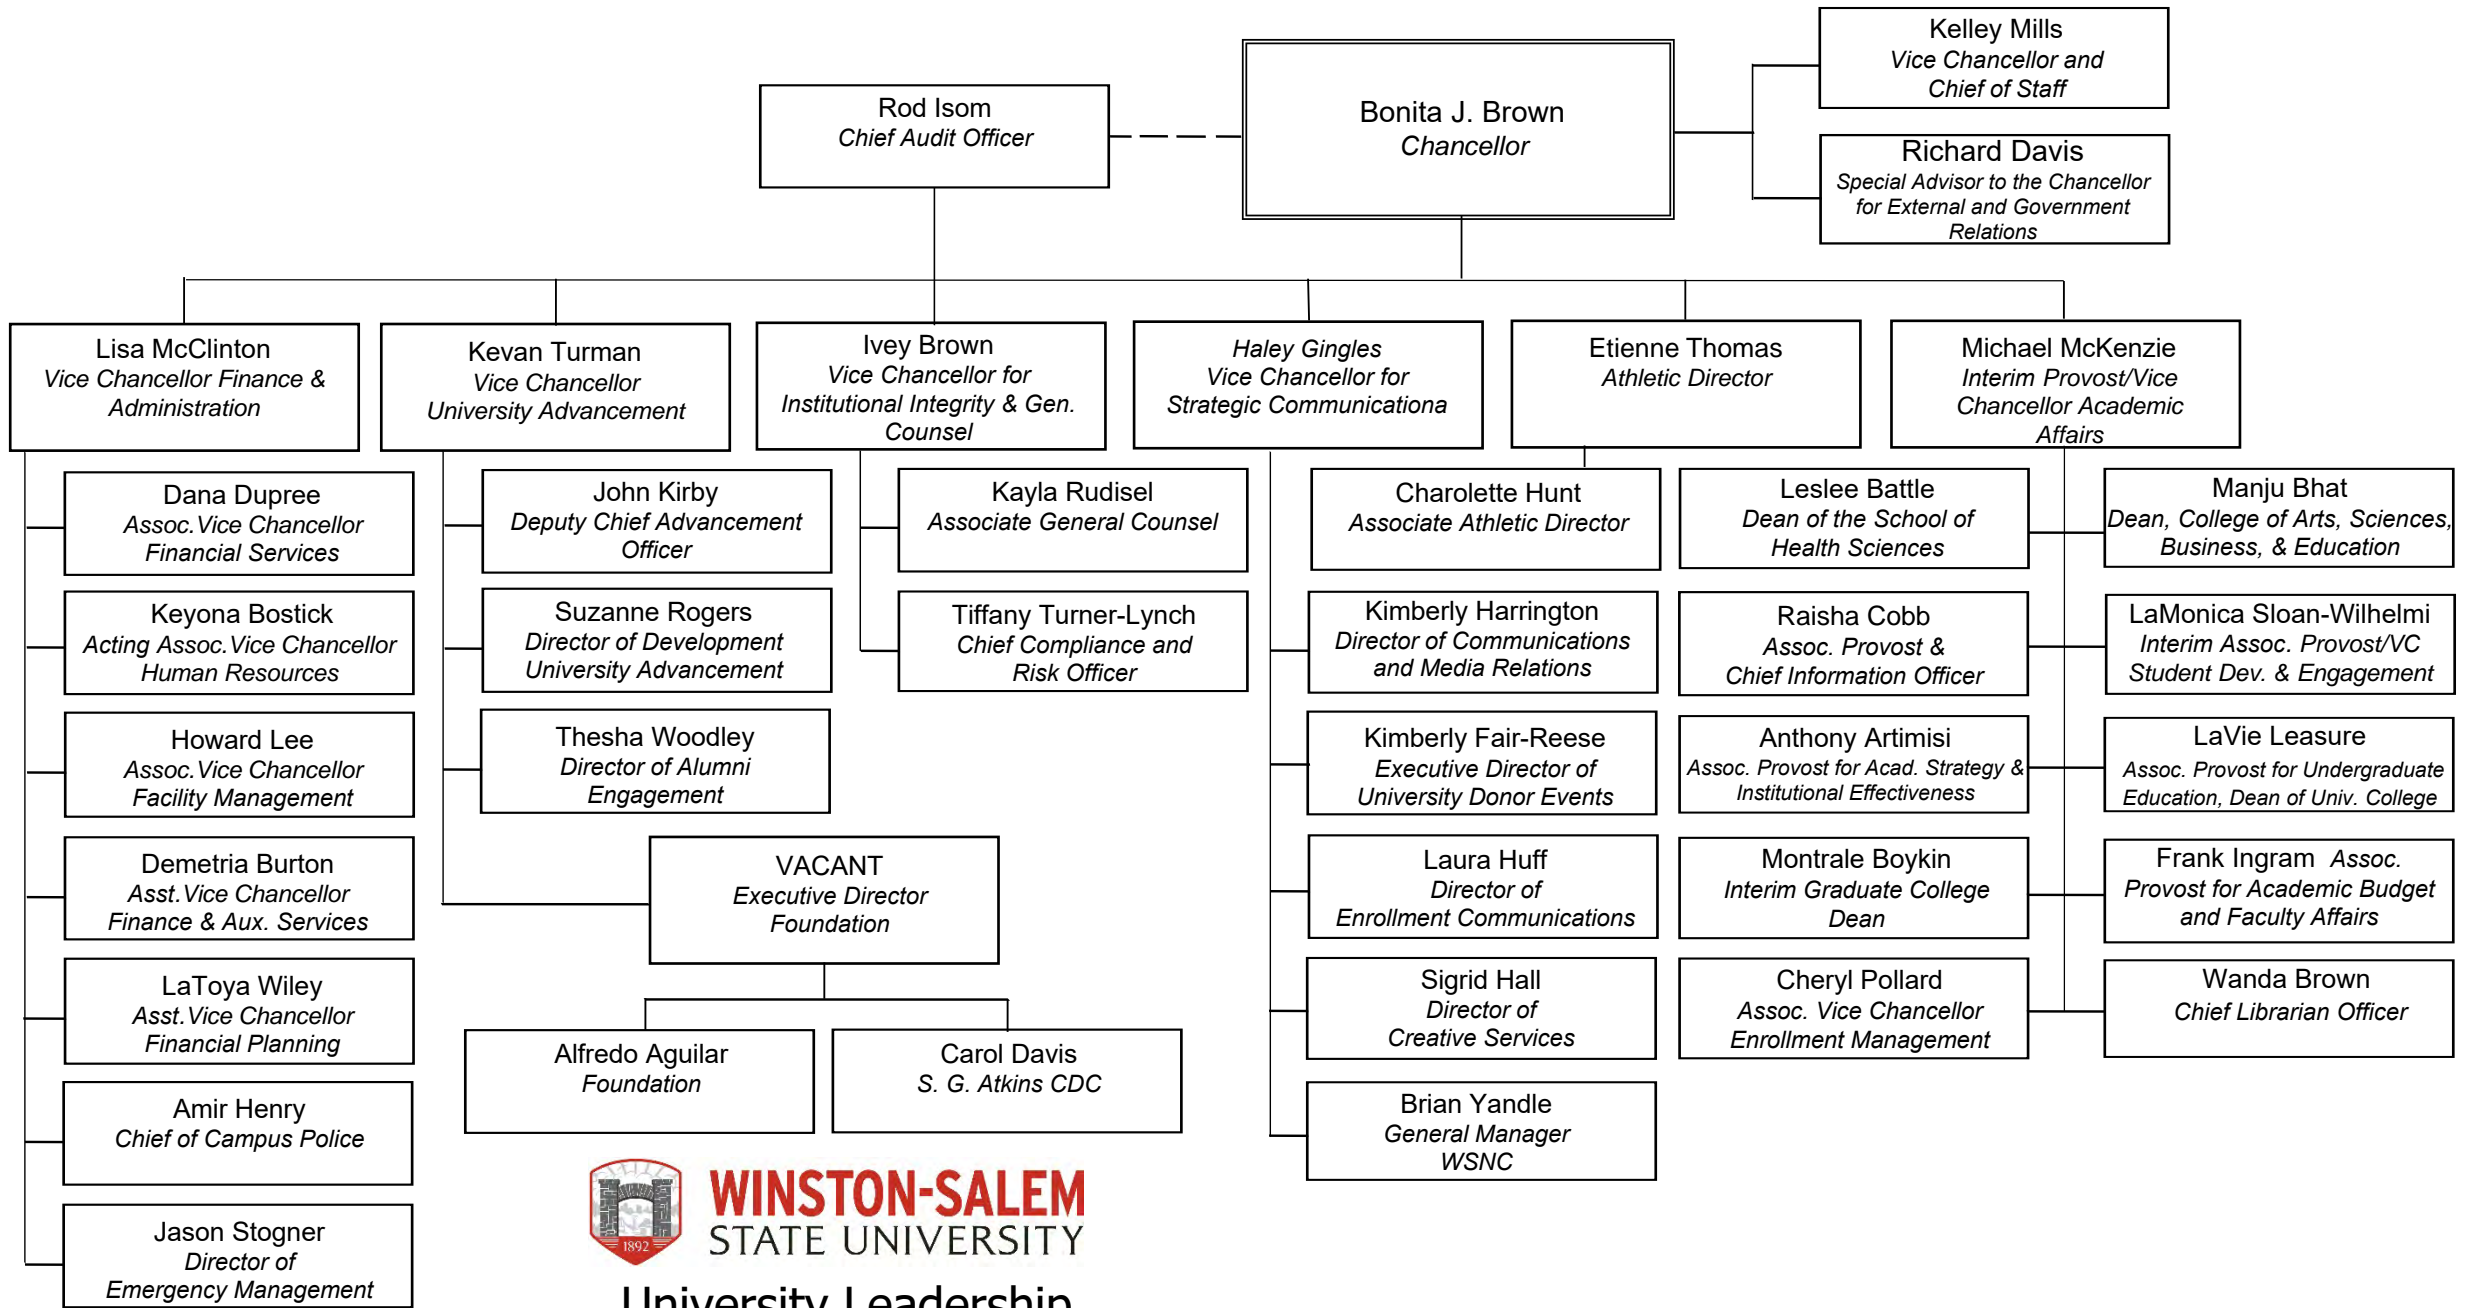 Kelley Mills
Vice Chancellor and
Chief of Staff
Rod Isom
Chief Audit Officer
Bonita J. Brown
Chancellor
Richard Davis
Special Advisor to the Chancellor
for External and Government
Relations
Lisa McClinton
Vice Chancellor Finance &
Administration
Kevan Turman
Vice Chancellor
University Advancement
Ivey Brown
Vice Chancellor for
Institutional Integrity & Gen.
Counsel
Haley Gingles
Vice Chancellor for
Strategic Communicationa
Etienne Thomas
Athletic Director
Michael McKenzie
Interim Provost/Vice
Chancellor Academic
Affairs
Dana Dupree
Assoc.Vice Chancellor
Financial Services
Keyona Bostick
Acting Assoc.Vice Chancellor
Human Resources
Howard Lee
Assoc.Vice Chancellor
Facility Management
Demetria Burton
Asst.Vice Chancellor
Finance & Aux. Services
LaToya Wiley
Asst.Vice Chancellor
Financial Planning
Amir Henry
Chief of Campus Police
Jason Stogner
Director of
Emergency Management
John Kirby
Deputy Chief Advancement
Officer
Suzanne Rogers
Director of Development
University Advancement
Thesha Woodley
Director of Alumni
Engagement
VACANT
Executive Director
Foundation
Alfredo Aguilar
Foundation
Carol Davis
S. G. Atkins CDC
Kayla Rudisel
Associate General Counsel
Tiffany Turner-Lynch
Chief Compliance and
Risk Officer
Charolette Hunt
Associate Athletic Director
Kimberly Harrington
Director of Communications
and Media Relations
Kimberly Fair-Reese
Executive Director of
University Donor Events
Laura Huff
Director of
Enrollment Communications
Sigrid Hall
Director of
Creative Services
Brian Yandle
General Manager
WSNC
Leslee Battle
Dean of the School of
Health Sciences
Raisha Cobb
Assoc. Provost &
Chief Information Officer
Anthony Artimisi
Assoc. Provost for Acad. Strategy &
Institutional Effectiveness
Montrale Boykin
Interim Graduate College
Dean
Cheryl Pollard
Assoc. Vice Chancellor
Enrollment Management
Manju Bhat
Dean, College of Arts, Sciences,
Business, & Education
LaMonica Sloan-Wilhelmi
Interim Assoc. Provost/VC
Student Dev. & Engagement
LaVie Leasure
Assoc. Provost for Undergraduate
Education, Dean of Univ. College
Frank Ingram Assoc.
Provost for Academic Budget
and Faculty Affairs
Wanda Brown
Chief Librarian Officer
1892
WINSTON-SALEM
STATE UNIVERSITY
University Leadership